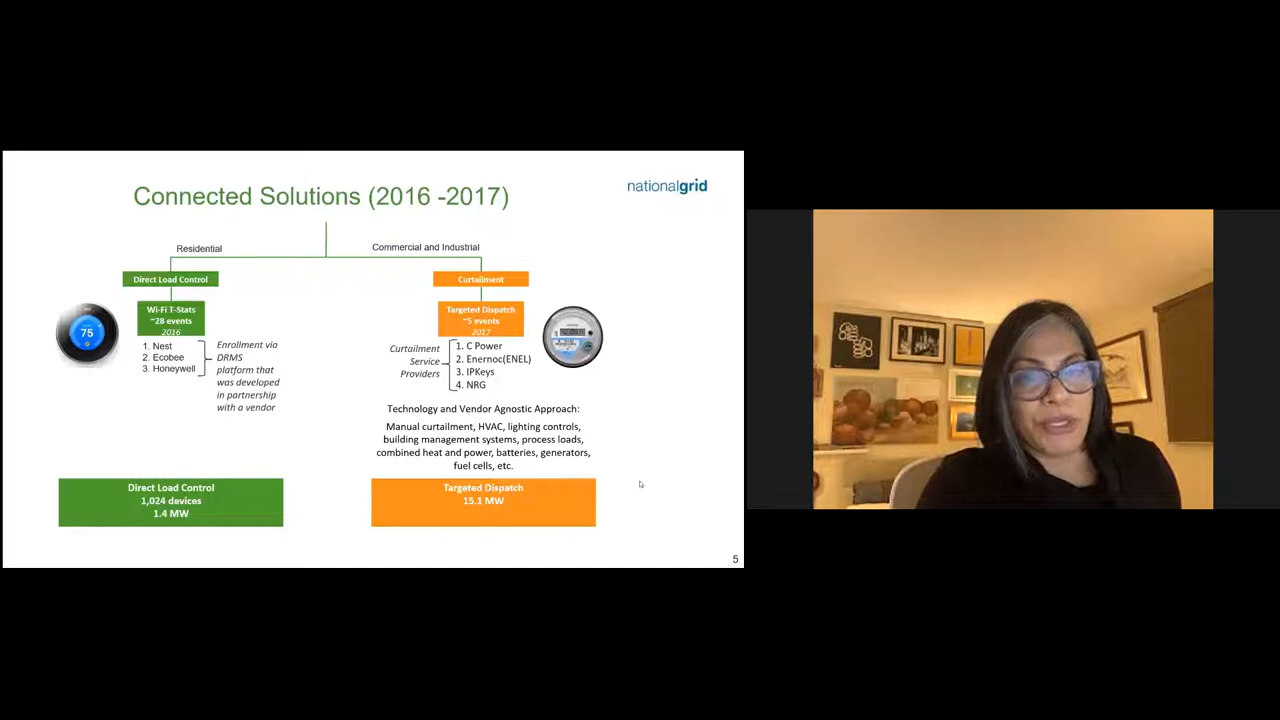 Connected Solutions (2016 -2017)
nationalgrid
Residential
Commercial and Industrial
Direct Load Control
Curtailment
Wi-Fi T-Stats
~28 events
2016
Targeted Dispatch
~5 events
2017
75
1. Nest
2. Ecobee
3. Honeywell
Enrollment via
DRMS
platform that
was developed
in partnership
with a vendor
Curtailment
Service
Providers
1. C Power
2. Enernoc(ENEL)
3. IPKeys
4. NRG
Technology and Vendor Agnostic Approach:
Manual curtailment, HVAC, lighting controls,
building management systems, process loads,
combined heat and power, batteries, generators,
fuel cells, etc.
Direct Load Control
1,024 devices
1.4 MW
Targeted Dispatch
15.1 MW
5